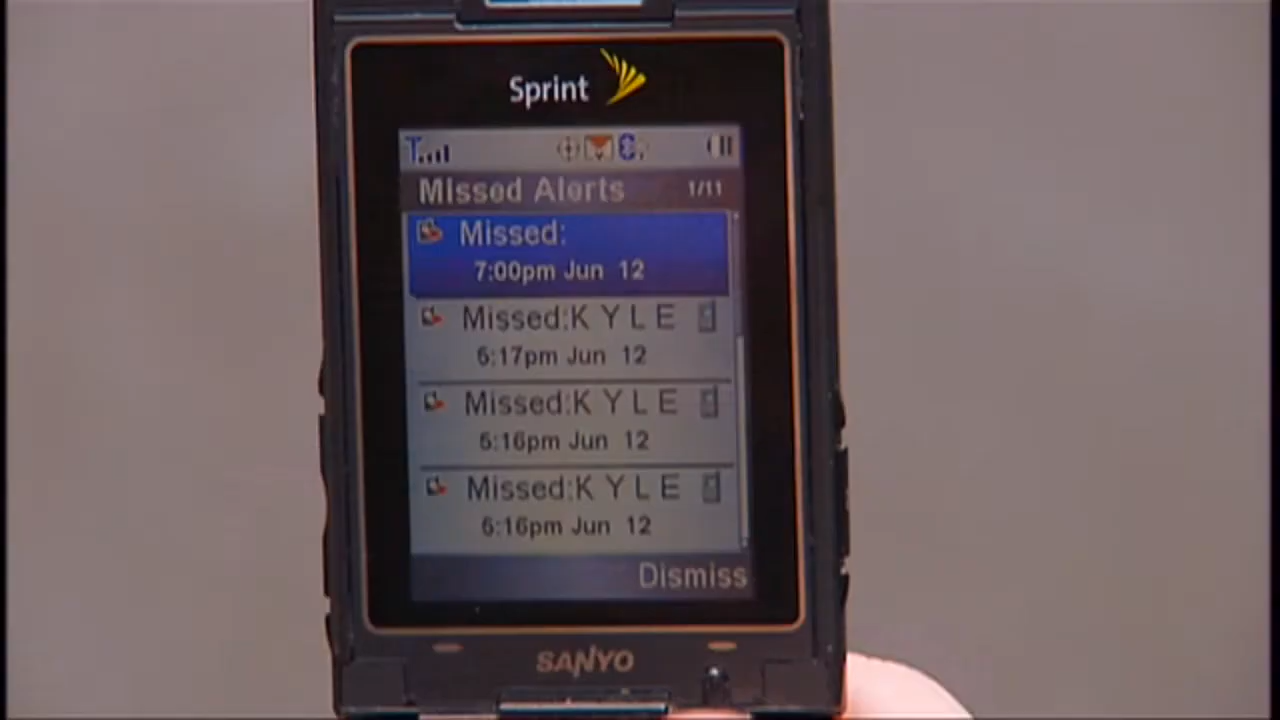 Sprint
Missed Alerts 1/11
Missed:
7:00pm Jun 12
Missed:K Y L E
6:17pm Jun 12
Missed:K Y L E
6:16pm Jun 12
Missed:K Y L E
6:16pm Jun 12
Dismiss
SANYO